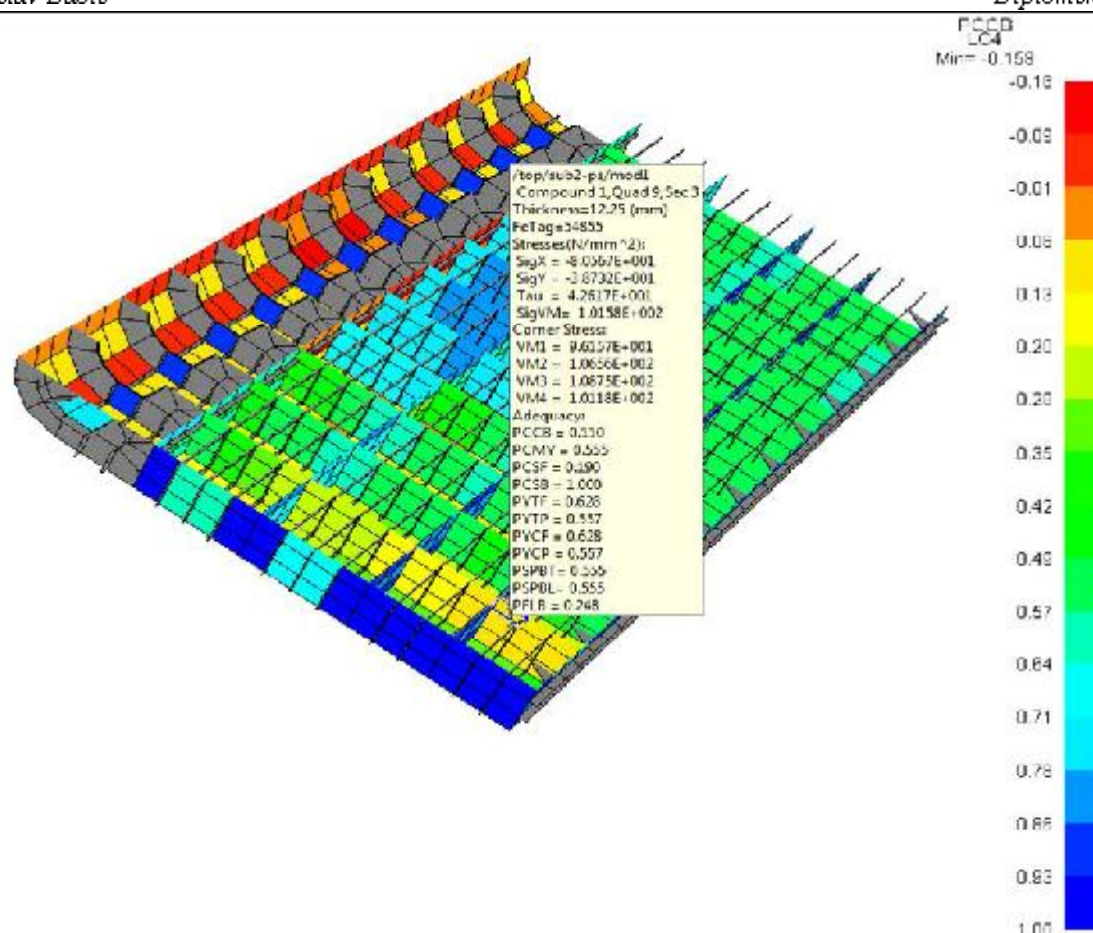 PCCB
LC4
Min= -0.158
-0.16
-0.09
-0.01
0.06
0.13
0.20
0.28
0.35
0.42
0.49
0.57
0.64
0.71
0.78
0.86
0.93
1.00
/top/sub2-ps/mod1
Compound 1,Quad 9,Sec 3
Thickness=12.25 (mm)
FeTag=54855
Stresses(N/mm^2):
SigX = -8.0567E+001
SigY = -3.8732E+001
Tau = 4.2617E+001
SigVM= 1.0158E+002
Corner Stress:
VM1 = 9.6157E+001
VM2 = 1.0656E+002
VM3 = 1.0875E+002
VM4 = 1.0118E+002
Adequacy:
PCCB = 0.110
PCMY = 0.555
PCSF = 0.190
PCSB = 1.000
PYTF = 0.628
PYTP = 0.557
PYCF = 0.628
PYCP = 0.557
PSPBT = 0.555
PSPBL = 0.555
PFLB = 0.248